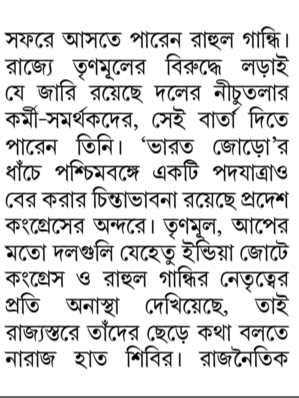 সফরে আসতে পারেন রাহুল গান্ধি।
রাজ্যে তৃণমূলের বিরুদ্ধে লড়াই
যে জারি রয়েছে দলের নীচুতলার
কর্মী-সমর্থকদের, সেই বার্তা দিতে
পারেন তিনি। ‘ভারত জোড়ো’র
ধাঁচে পশ্চিমবঙ্গে একটি পদযাত্রাও
বের করার চিন্তাভাবনা রয়েছে প্রদেশ
কংগ্রেসের অন্দরে। তৃণমূল, আপের
মতো দলগুলি যেহেতু ইন্ডিয়া জোটে
কংগ্রেস ও রাহুল গান্ধির নেতৃত্বের
প্রতি অনাস্থা দেখিয়েছে, তাই
রাজ্যস্তরে তাঁদের ছেড়ে কথা বলতে
নারাজ হাত শিবির। রাজনৈতিক